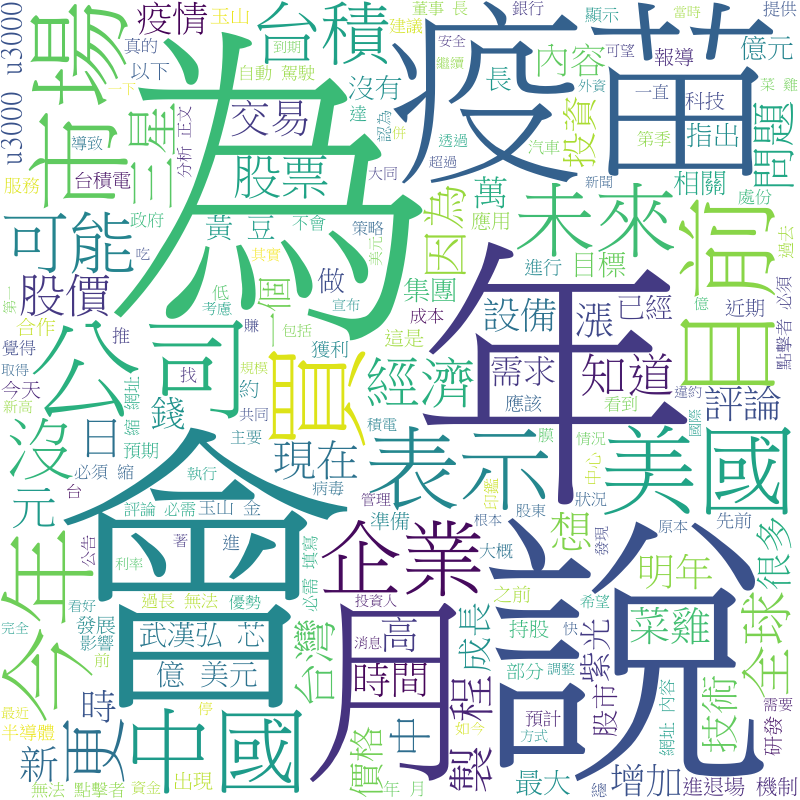 疫情
玉山
台積
董事 長
建議
銀行
顯示
當時
提供
真的
到期
沒有
安全
繼續
可望
內容
億元
報導
菜 雞
以下
自動 駕駛
長
外資
u3000 u3000
市場
一下
為
疫苗
導致
三星
分析 正文
認為
併
達
交易
透過
超過
投資
一直
科技
指出
問題
汽車
第季
服務
台積電
股票
大同
新聞
相關
處份
政府
黃 豆
不會
策略
因為
萬
應用
未來
目前
過去
可能
吃
其實
美元
進行
目標
股價
低
考慮
宣布
一個
做
集團
設備
漲
已經
近期
點擊者 必須
第一
合作
推
賺
包括
成本
這是
億
覺得
公司
獲利
年
需求
知道
違約
評論
取得
今天
找
規模
買
經濟
應該
看到
新高
縮 網址
錢
約
共同
國際
沒
日
預期
主要
積電
現在
表示
膜
情況
美國
元
必須 縮
執行
病毒
中心
狀況
台
會
評論 必需
玉山 金
管理
印鑑
今年
公告
著
進
必需 填寫
準備
股東
根本
發現
原本
先前
很多
利率
企業
大概
想
說
過長 無法
優勢
投資人
之前
希望
明年
看好
完全
發展
影響
武漢弘 芯
消息
月
台灣
高
成長
持股
快
菜雞
全球
前
億 美元
時間
部分
調整
紫光
最近
時
停
製程
股市
技術
半導體
中國
更
中
預計
網址 內容
需要
新
出現
價格
如今
方式
研發
無法 點擊者
資金
年 月
最大
總
增加
進退場 機制